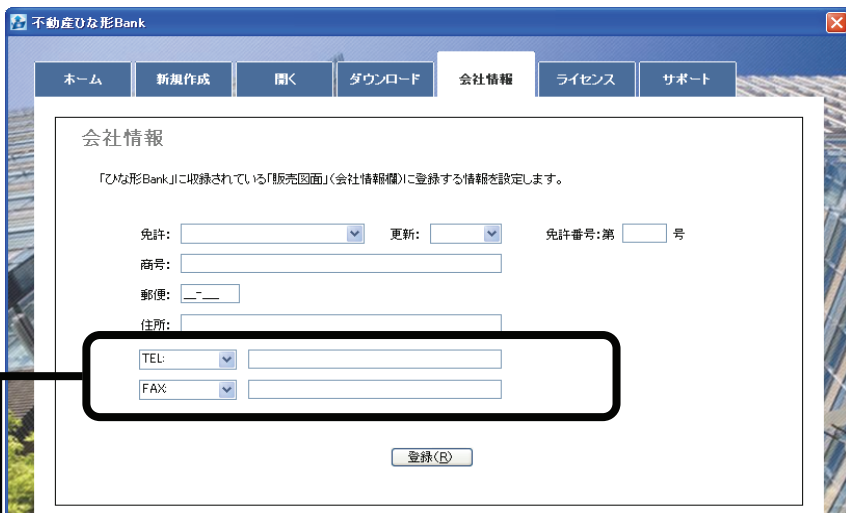 不動産ひな形Bank
ホーム 新規作成 開く ダウンロード 会社情報 ライセンス サポート
会社情報
「ひな形Bank」に収録されている「販売図面」(会社情報欄)に登録する情報を設定します。
免許: 更新: 免許番号:第 号
商号:
郵便: __-__
住所:
TEL:
FAX:
登録(R)